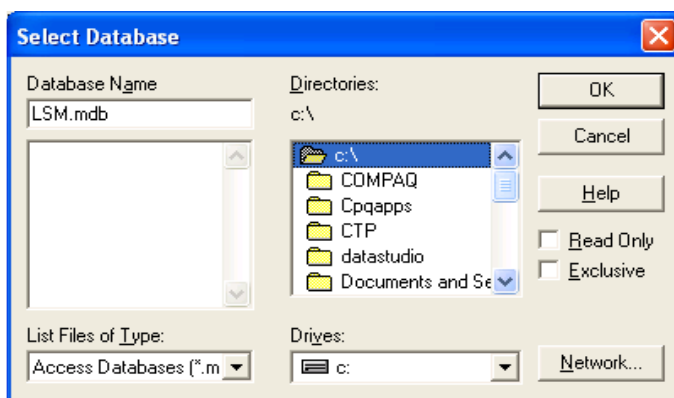 Select Database
Database Name
LSM.mdb
List Files of Type:
Access Databases (*.m
Directories:
c:\
c:\
COMPAQ
Cpqapps
CTP
datastudio
Documents and Se
Drives:
c:
OK
Cancel
Help
Read Only
Exclusive
Network...